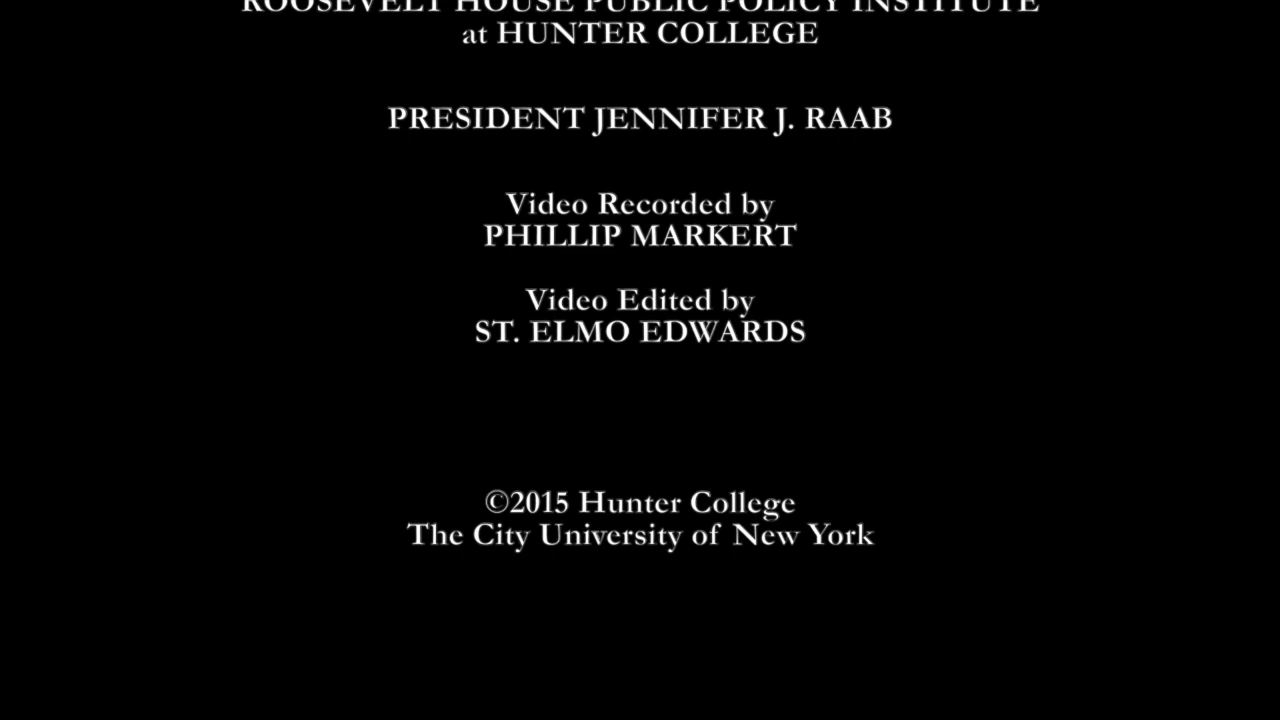 ROOSEVELT HOUSE PUBLIC POLICY INSTITUTE
at HUNTER COLLEGE
PRESIDENT JENNIFER J. RAAB
Video Recorded by
PHILLIP MARKERT
Video Edited by
ST. ELMO EDWARDS
©2015 Hunter College
The City University of New York